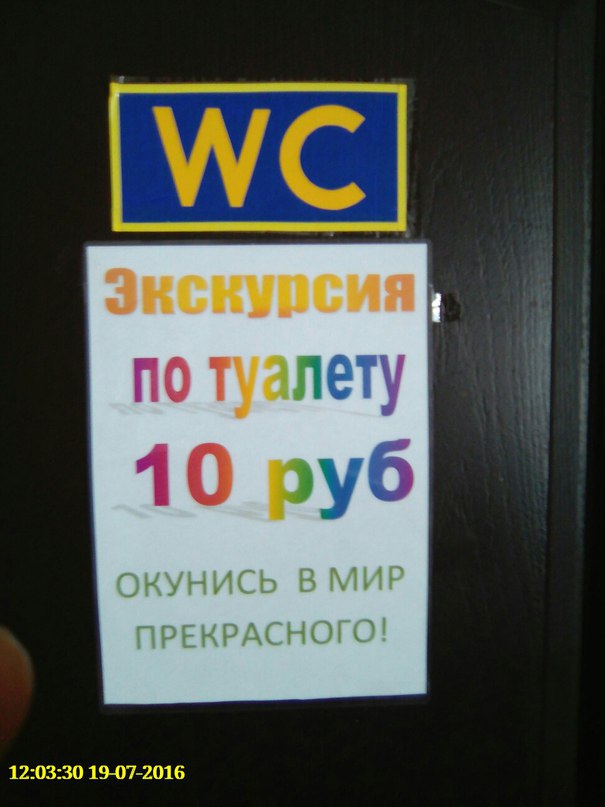 WC
Экскурсия
по туалету
10 руб
ОКУНИСЬ В МИР
ПРЕКРАСНОГО!
12:03:30 19-07-2016